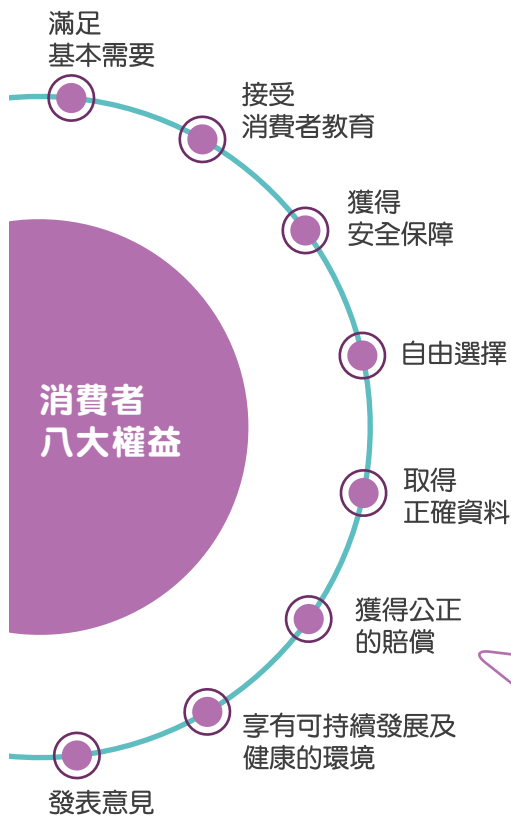 滿足
基本需要
接受
消費者教育
獲得
安全保障
自由選擇
消費者
八大權益
取得
正確資料
獲得公正
的賠償
享有可持續發展及
健康的環境
發表意見